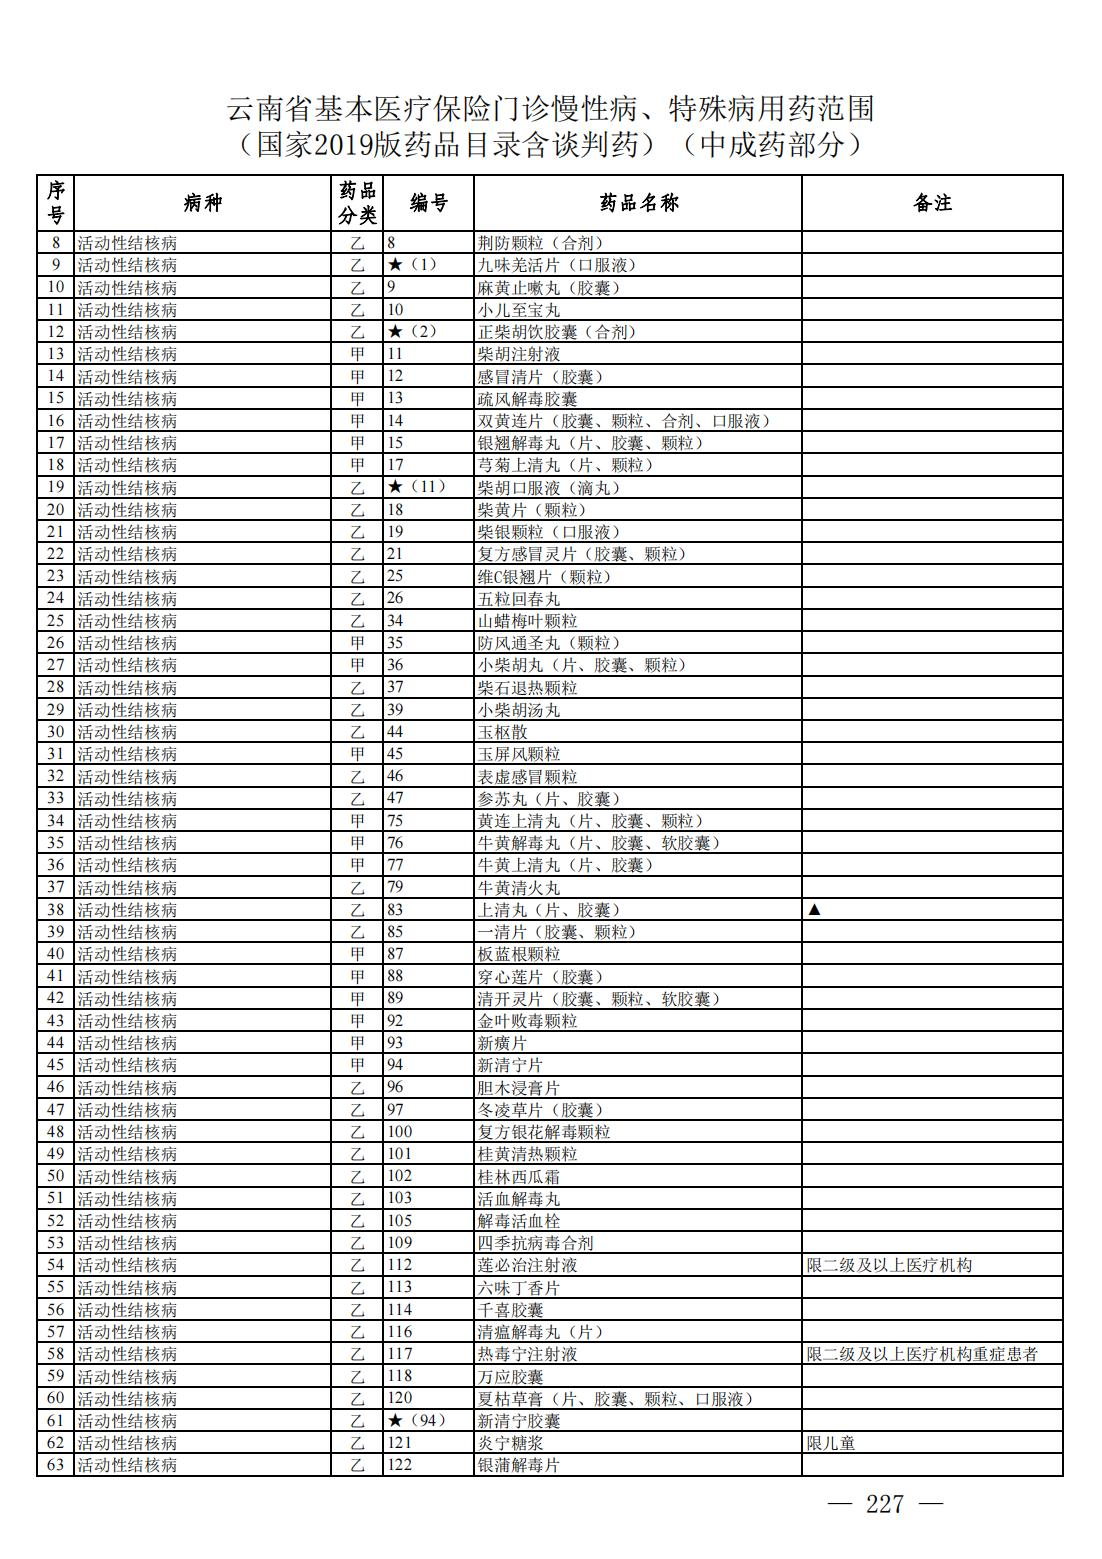 云南省基本医疗保险门诊慢性病、特殊病用药范围
（国家2019版药品目录含谈判药）（中成药部分）
序号 病种 药品分类 编号 药品名称 备注
8 活动性结核病 乙 8 荆防颗粒（合剂）
9 活动性结核病 乙 ★（1） 九味羌活片（口服液）
10 活动性结核病 乙 9 麻黄止嗽丸（胶囊）
11 活动性结核病 乙 10 小儿至宝丸
12 活动性结核病 乙 ★（2） 正柴胡饮胶囊（合剂）
13 活动性结核病 甲 11 柴胡注射液
14 活动性结核病 甲 12 感冒清片（胶囊）
15 活动性结核病 甲 13 疏风解毒胶囊
16 活动性结核病 甲 14 双黄连片（胶囊、颗粒、合剂、口服液）
17 活动性结核病 甲 15 银翘解毒丸（片、胶囊、颗粒）
18 活动性结核病 甲 17 芎菊上清丸（片、颗粒）
19 活动性结核病 乙 ★（11） 柴胡口服液（滴丸）
20 活动性结核病 乙 18 柴黄片（颗粒）
21 活动性结核病 乙 19 柴银颗粒（口服液）
22 活动性结核病 乙 21 复方感冒灵片（胶囊、颗粒）
23 活动性结核病 乙 25 维C银翘片（颗粒）
24 活动性结核病 乙 26 五粒回春丸
25 活动性结核病 乙 34 山蜡梅叶颗粒
26 活动性结核病 甲 35 防风通圣丸（颗粒）
27 活动性结核病 甲 36 小柴胡丸（片、胶囊、颗粒）
28 活动性结核病 乙 37 柴石退热颗粒
29 活动性结核病 乙 39 小柴胡汤丸
30 活动性结核病 乙 44 玉枢散
31 活动性结核病 甲 45 玉屏风颗粒
32 活动性结核病 乙 46 表虚感冒颗粒
33 活动性结核病 乙 47 参苏丸（片、胶囊）
34 活动性结核病 甲 75 黄连上清丸（片、胶囊、颗粒）
35 活动性结核病 甲 76 牛黄解毒丸（片、胶囊、软胶囊）
36 活动性结核病 甲 77 牛黄上清丸（片、胶囊）
37 活动性结核病 乙 79 牛黄清火丸
38 活动性结核病 乙 83 上清丸（片、胶囊） ▲
39 活动性结核病 乙 85 一清片（胶囊、颗粒）
40 活动性结核病 甲 87 板蓝根颗粒
41 活动性结核病 甲 88 穿心莲片（胶囊）
42 活动性结核病 甲 89 清开灵片（胶囊、颗粒、软胶囊）
43 活动性结核病 甲 92 金叶败毒颗粒
44 活动性结核病 甲 93 新癀片
45 活动性结核病 甲 94 新清宁片
46 活动性结核病 乙 96 胆木浸膏片
47 活动性结核病 乙 97 冬凌草片（胶囊）
48 活动性结核病 乙 100 复方银花解毒颗粒
49 活动性结核病 乙 101 桂黄清热颗粒
50 活动性结核病 乙 102 桂林西瓜霜
51 活动性结核病 乙 103 活血解毒丸
52 活动性结核病 乙 105 解毒活血栓
53 活动性结核病 乙 109 四季抗病毒合剂
54 活动性结核病 乙 112 莲必治注射液 限二级及以上医疗机构
55 活动性结核病 乙 113 六味丁香片
56 活动性结核病 乙 114 千喜胶囊
57 活动性结核病 乙 116 清瘟解毒丸（片）
58 活动性结核病 乙 117 热毒宁注射液 限二级及以上医疗机构重症患者
59 活动性结核病 乙 118 万应胶囊
60 活动性结核病 乙 120 夏枯草膏（片、胶囊、颗粒、口服液）
61 活动性结核病 乙 ★（94） 新清宁胶囊
62 活动性结核病 乙 121 炎宁糖浆 限儿童
63 活动性结核病 乙 122 银蒲解毒片
— 227 —